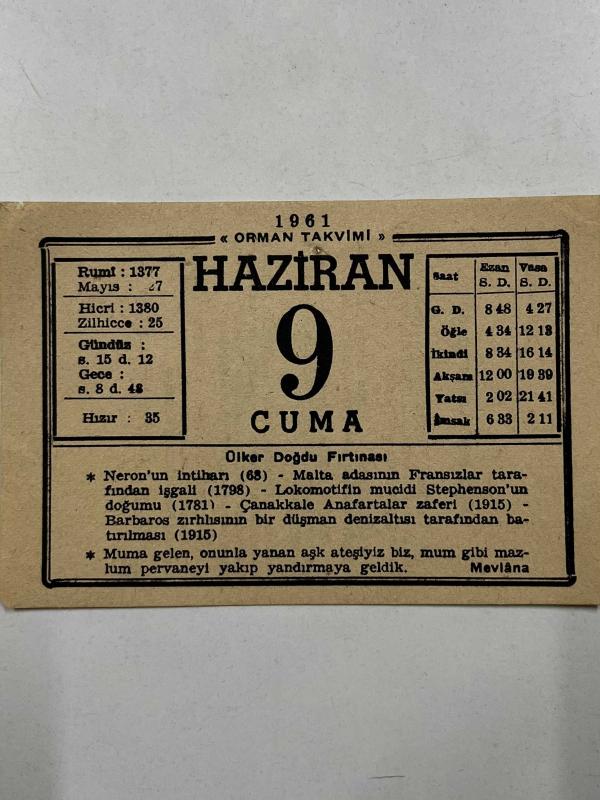 1961
« ORMAN TAKVİMİ »
HAZİRAN
9
CUMA
Rumî : 1377
Mayıs : 27
Hicrî : 1380
Zilhicce : 25
Gündüz :
s. 15 d. 12
Gece :
s. 8 d. 48
Hızır : 35
Saat Ezan Vasa
S. D. S. D.
G. D. 8 48 4 27
Öğle 4 34 12 13
İkindi 8 34 16 14
Akşam 12 00 19 39
Yatsı 2 02 21 41
İmsak 6 33 2 11
Ülker Doğdu Fırtınası
* Neron'un intiharı (68) - Malta adasının Fransızlar tara-
fından işgali (1798) - Lokomotifin mucidi Stephenson'un
doğumu (1781) - Çanakkale Anafartalar zaferi (1915) -
Barbaros zırhlısının bir düşman denizaltısı tarafından ba-
tırılması (1915)
* Muma gelen, onunla yanan aşk ateşiyiz biz, mum gibi maz-
lum pervaneyi yakıp yandırmaya geldik. Mevlâna